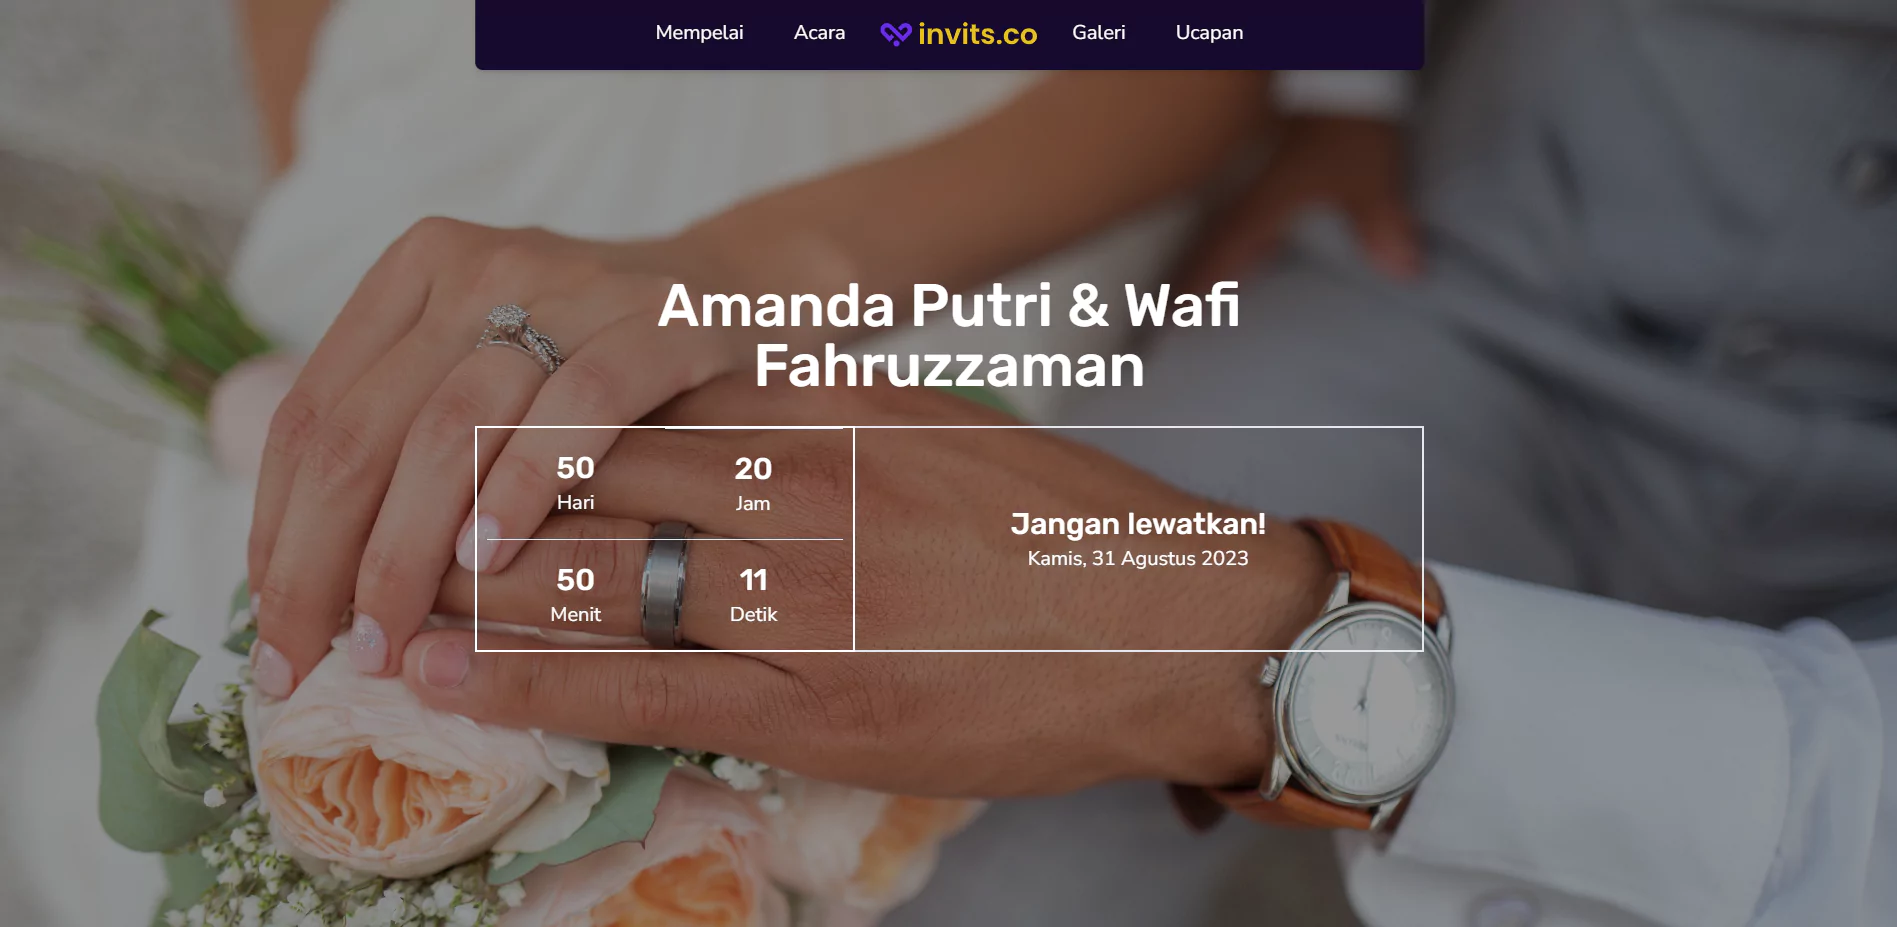 Mempelai Acara invits.co Galeri Ucapan
Amanda Putri & Wafi
Fahruzzaman
50 20
Hari Jam
50 11
Menit Detik
Jangan lewatkan!
Kamis, 31 Agustus 2023